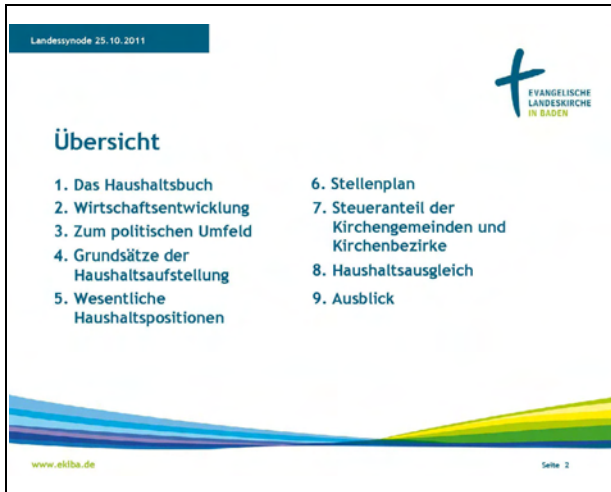 Landessynode 25.10.2011
EVANGELISCHE
LANDESKIRCHE
IN BADEN
Übersicht
1. Das Haushaltsbuch
2. Wirtschaftsentwicklung
3. Zum politischen Umfeld
4. Grundsätze der
Haushaltsaufstellung
5. Wesentliche
Haushaltspositionen
6. Stellenplan
7. Steueranteil der
Kirchengemeinden und
Kirchenbezirke
8. Haushaltsausgleich
9. Ausblick
www.ekiba.de
Seite 2